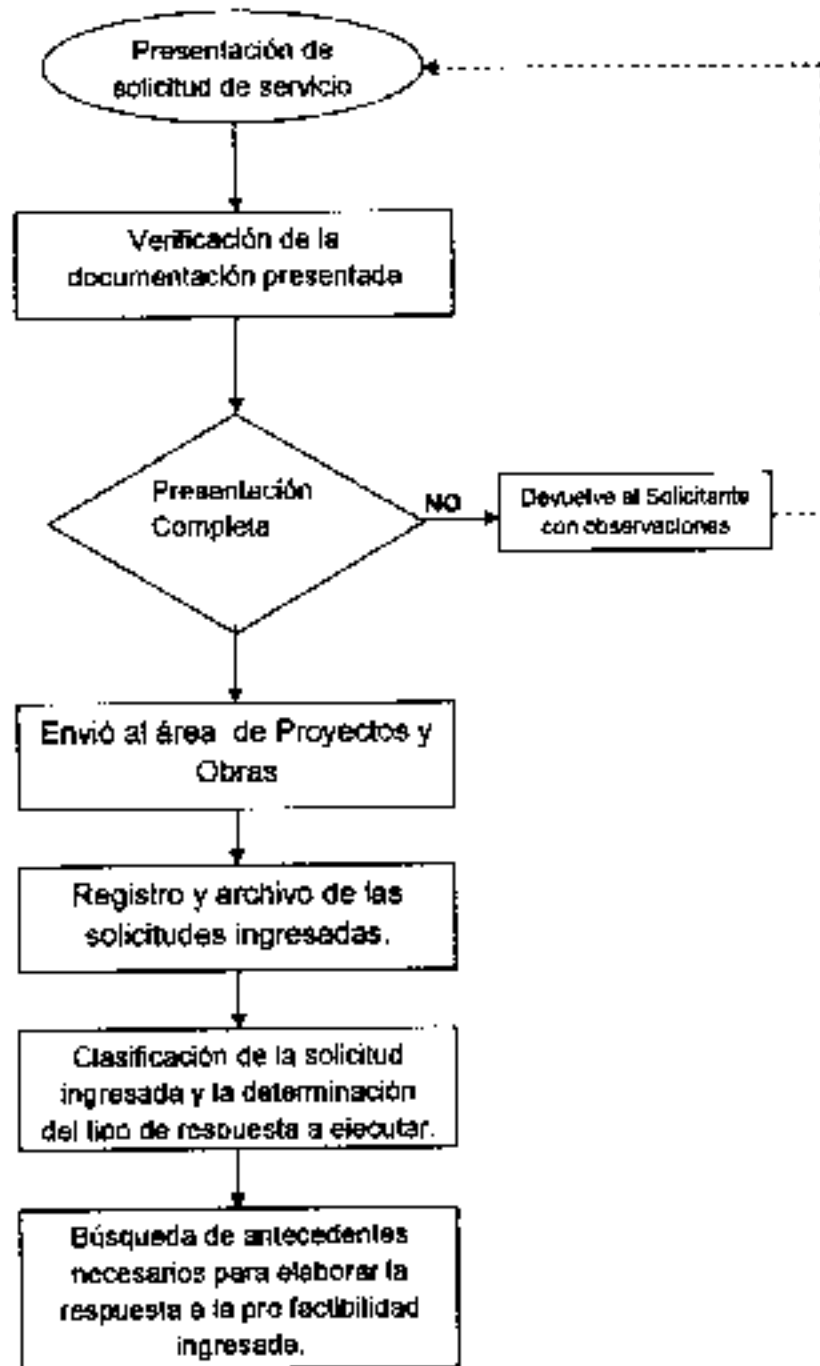 Presentación de
solicitud de servicio
Verificación de la
documentación presentada
Presentación
Completa
NO
Devuelve al Solicitante
con observaciones
Envió al área de Proyectos y
Obras
Registro y archivo de las
solicitudes ingresadas.
Clasificación de la solicitud
ingresada y la determinación
del tipo de respuesta a ejecutar.
Búsqueda de antecedentes
necesarios para elaborar la
respuesta a la pre factibilidad
ingresada.